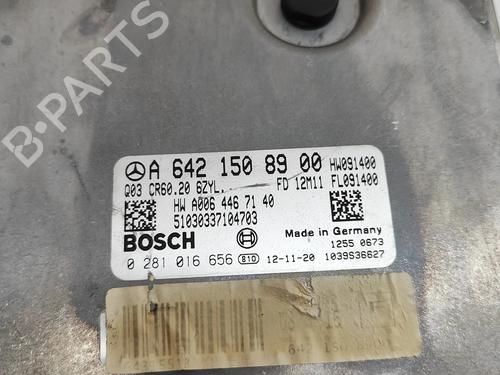 A 642 150 89 00 HW091400
Q03 CR60.20 6ZYL. FD 12M11 FL091400
HW A006 446 71 40
51030337104703
BOSCH Made in Germany
1255 0673
0 281 016 656 810 12-11-20 1039S36627
B-PARTS